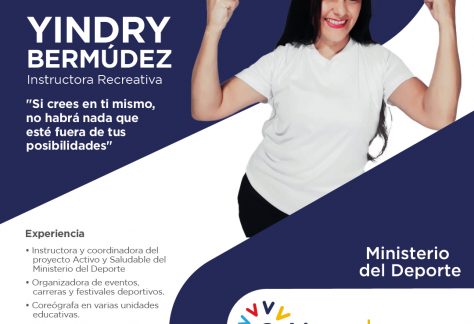 YINDRY
BERMÚDEZ
Instructora Recreativa
"Si crees en ti mismo,
no habrá nada que
esté fuera de tus
posibilidades"
Experiencia
• Instructora y coordinadora del
proyecto Activo y Saludable del
Ministerio del Deporte
• Organizadora de eventos,
carreras y festivales deportivos.
• Coreógrafa en varias unidades
educativas.
Ministerio
del Deporte